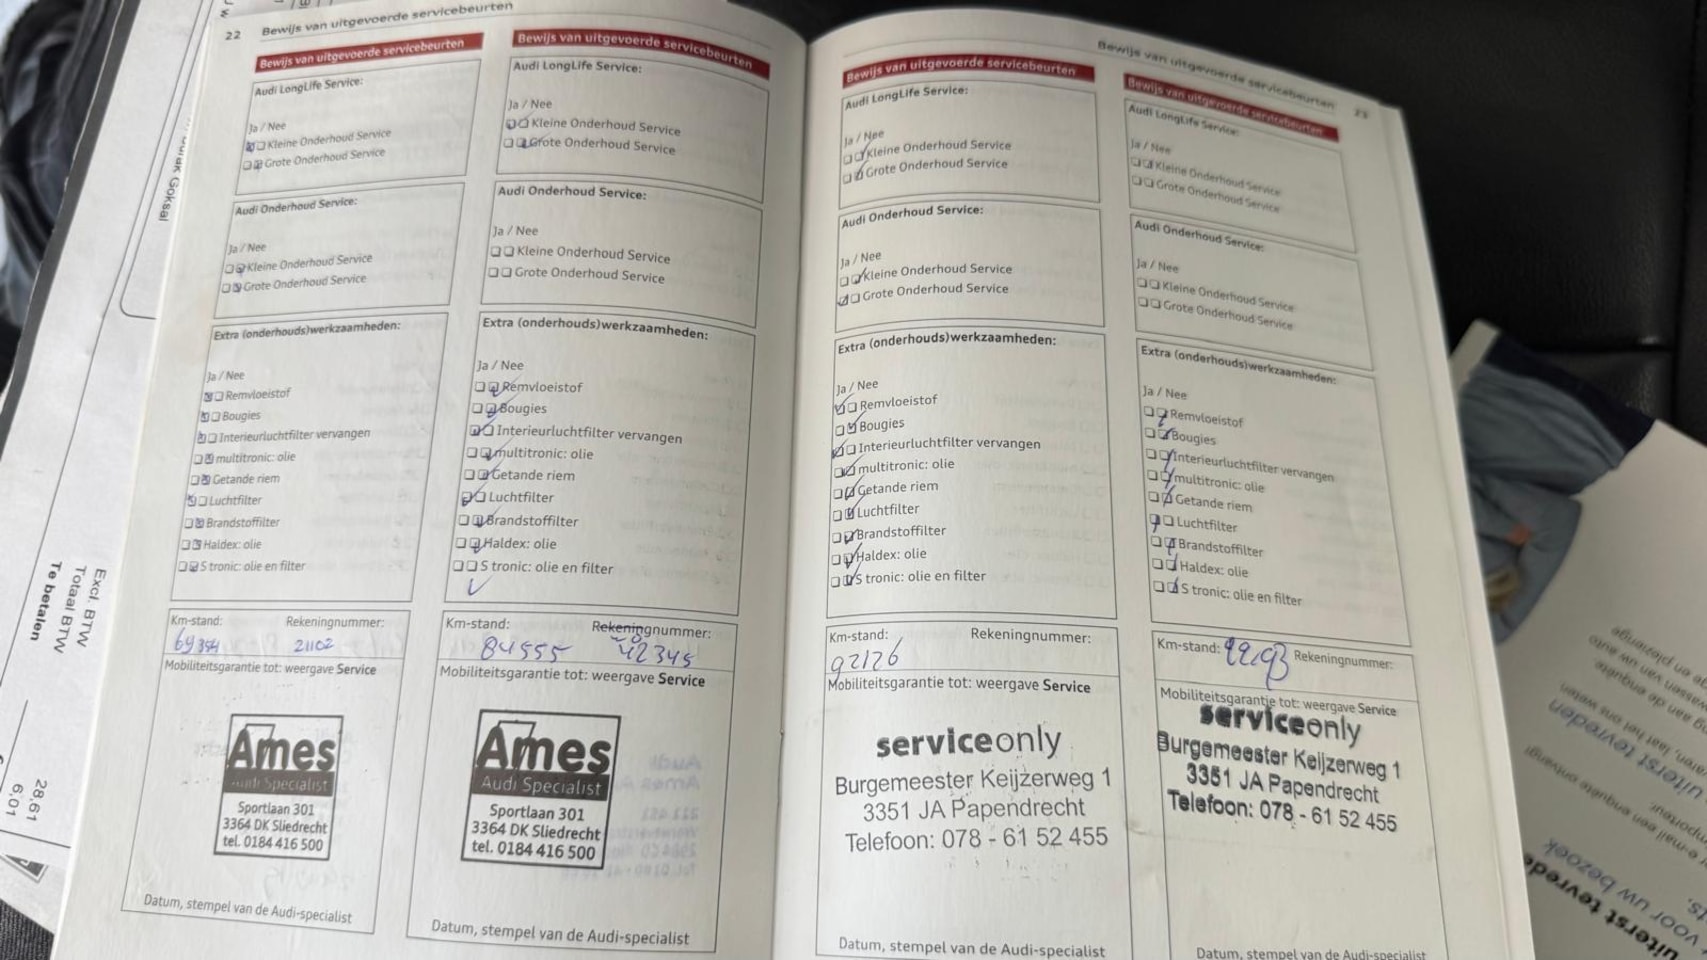 22 Bewijs van uitgevoerde servicebeurten
Bewijs van uitgevoerde servicebeurten
Audi LongLife Service:
Ja / Nee
Kleine Onderhoud Service
Grote Onderhoud Service
Audi Onderhoud Service:
Ja / Nee
Kleine Onderhoud Service
Grote Onderhoud Service
Extra (onderhouds)werkzaamheden:
Ja / Nee
Remvloeistof
Bougies
Interieurluchtfilter vervangen
multitronic: olie
Getande riem
Luchtfilter
Brandstoffilter
Haldex: olie
S tronic: olie en filter
Km-stand: Rekeningnummer:
69354 21102
Mobiliteitsgarantie tot: weergave Service
Ames
Audi Specialist
Sportlaan 301
3364 DK Sliedrecht
tel. 0184 416 500
Datum, stempel van de Audi-specialist
Bewijs van uitgevoerde servicebeurten
Audi LongLife Service:
Ja / Nee
Kleine Onderhoud Service
Grote Onderhoud Service
Audi Onderhoud Service:
Ja / Nee
Kleine Onderhoud Service
Grote Onderhoud Service
Extra (onderhouds)werkzaamheden:
Ja / Nee
Remvloeistof
Bougies
Interieurluchtfilter vervangen
multitronic: olie
Getande riem
Luchtfilter
Brandstoffilter
Haldex: olie
S tronic: olie en filter
Km-stand: Rekeningnummer:
84555 42345
Mobiliteitsgarantie tot: weergave Service
Ames
Audi Specialist
Sportlaan 301
3364 DK Sliedrecht
tel. 0184 416 500
Datum, stempel van de Audi-specialist
Bewijs van uitgevoerde servicebeurten 23
Bewijs van uitgevoerde servicebeurten
Audi LongLife Service:
Ja / Nee
Kleine Onderhoud Service
Grote Onderhoud Service
Audi Onderhoud Service:
Ja / Nee
Kleine Onderhoud Service
Grote Onderhoud Service
Extra (onderhouds)werkzaamheden:
Ja / Nee
Remvloeistof
Bougies
Interieurluchtfilter vervangen
multitronic: olie
Getande riem
Luchtfilter
Brandstoffilter
Haldex: olie
S tronic: olie en filter
Km-stand: Rekeningnummer:
92126
Mobiliteitsgarantie tot: weergave Service
serviceonly
Burgemeester Keijzerweg 1
3351 JA Papendrecht
Telefoon: 078 - 61 52 455
Datum, stempel van de Audi-specialist
Bewijs van uitgevoerde servicebeurten
Audi LongLife Service:
Ja / Nee
Kleine Onderhoud Service
Grote Onderhoud Service
Audi Onderhoud Service:
Ja / Nee
Kleine Onderhoud Service
Grote Onderhoud Service
Extra (onderhouds)werkzaamheden:
Ja / Nee
Remvloeistof
Bougies
Interieurluchtfilter vervangen
multitronic: olie
Getande riem
Luchtfilter
Brandstoffilter
Haldex: olie
S tronic: olie en filter
Km-stand: Rekeningnummer:
Mobiliteitsgarantie tot: weergave Service
serviceonly
Burgemeester Keijzerweg 1
3351 JA Papendrecht
Telefoon: 078 - 61 52 455
Datum, stempel van de Audi-specialist
Goksal
Excl. BTW 28,61
Totaal BTW 6,01
Te betalen
uiterst tevreden
voor uw bezoek
uiterst tevreden